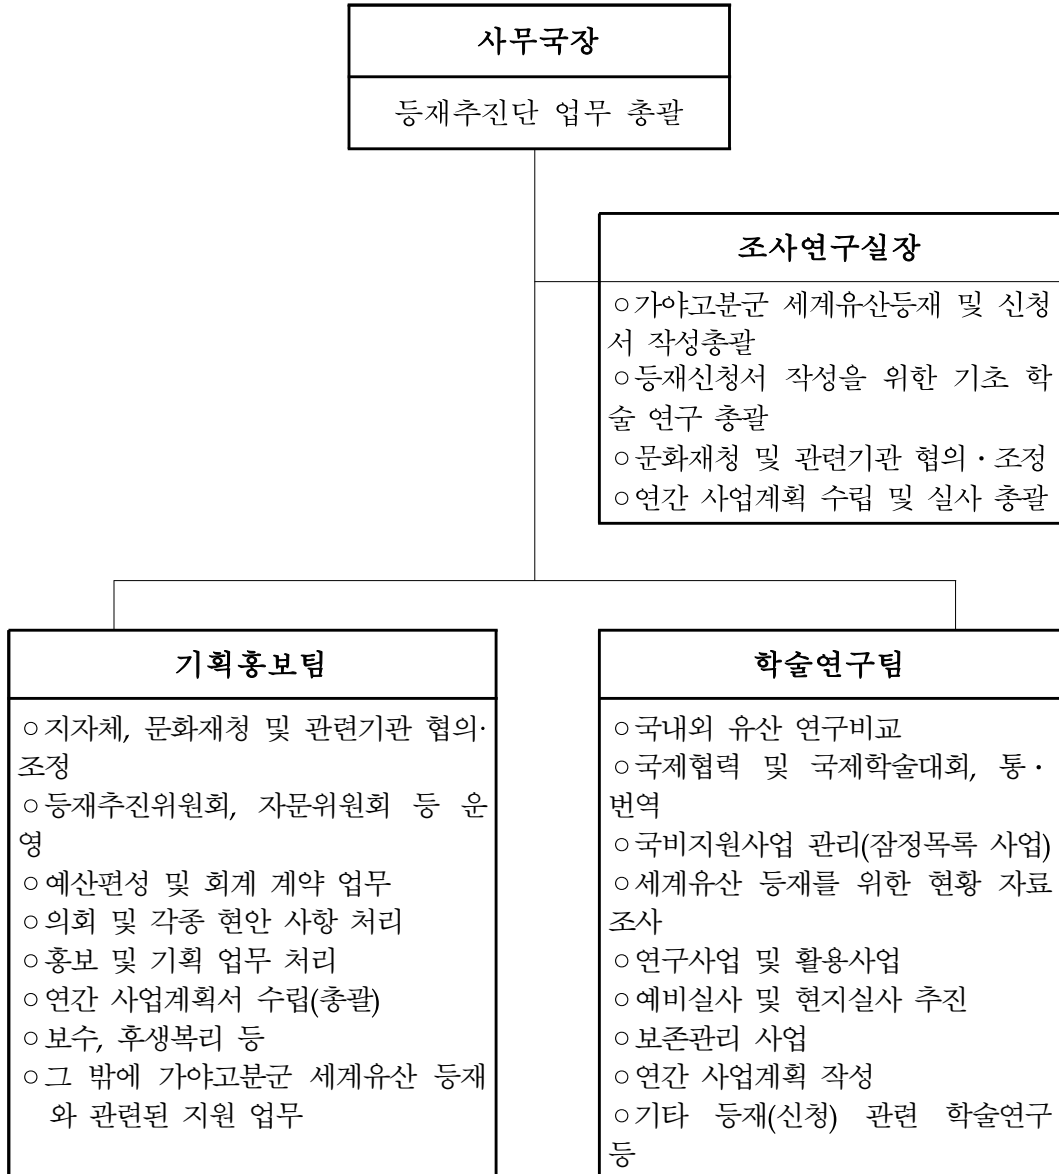 사무국장
등재추진단 업무 총괄
조사연구실장
○가야고분군 세계유산등재 및 신청
서 작성총괄
○등재신청서 작성을 위한 기초 학
술 연구 총괄
○문화재청 및 관련기관 협의·조정
○연간 사업계획 수립 및 실사 총괄
기획홍보팀
○지자체, 문화재청 및 관련기관 협의·
조정
○등재추진위원회, 자문위원회 등 운
영
○예산편성 및 회계 계약 업무
○의회 및 각종 현안 사항 처리
○홍보 및 기획 업무 처리
○연간 사업계획서 수립(총괄)
○보수, 후생복리 등
○그 밖에 가야고분군 세계유산 등재
와 관련된 지원 업무
학술연구팀
○국내외 유산 연구비교
○국제협력 및 국제학술대회, 통·
번역
○국비지원사업 관리(잠정목록 사업)
○세계유산 등재를 위한 현황 자료
조사
○연구사업 및 활용사업
○예비실사 및 현지실사 추진
○보존관리 사업
○연간 사업계획 작성
○기타 등재(신청) 관련 학술연구
등